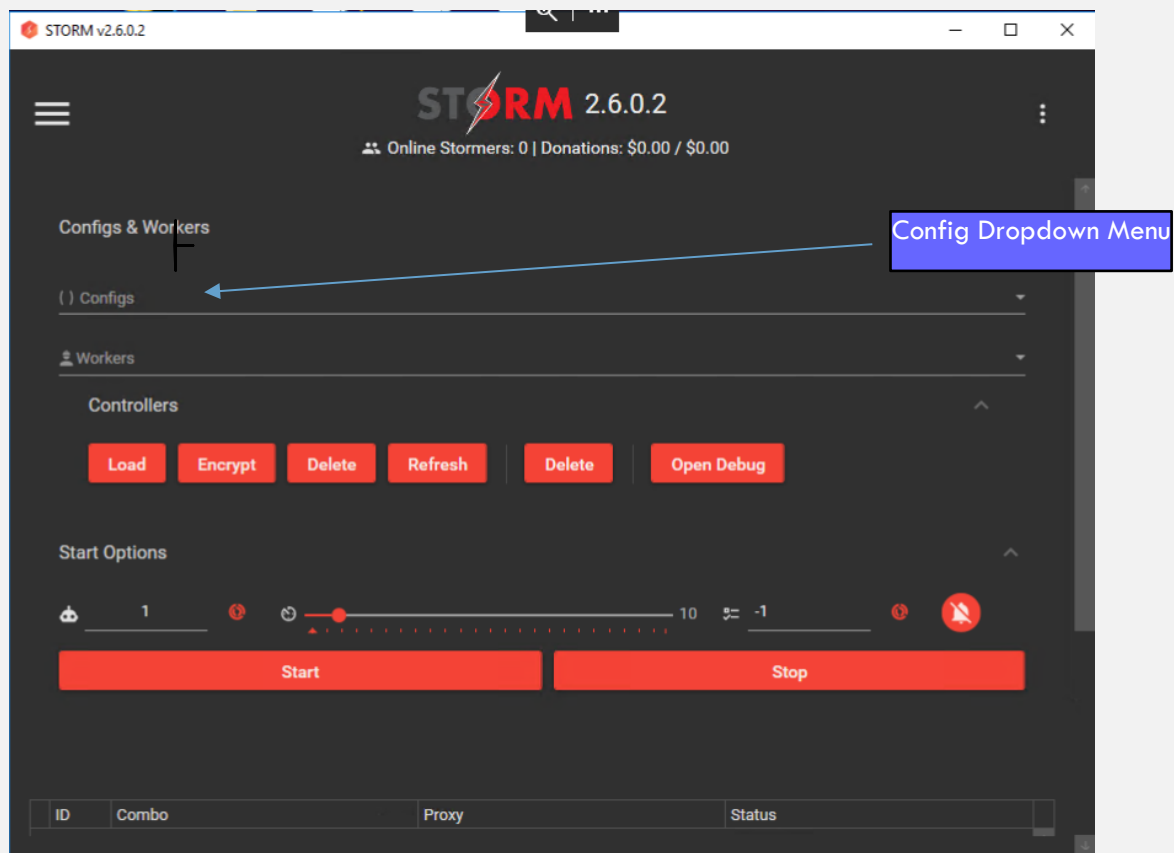 STORM v2.6.0.2
STORM 2.6.0.2
Online Stormers: 0 | Donations: $0.00 / $0.00
Configs & Workers
Config Dropdown Menu
( ) Configs
Workers
Controllers
Load Encrypt Delete Refresh Delete Open Debug
Start Options
1 10 -1
Start Stop
ID Combo Proxy Status